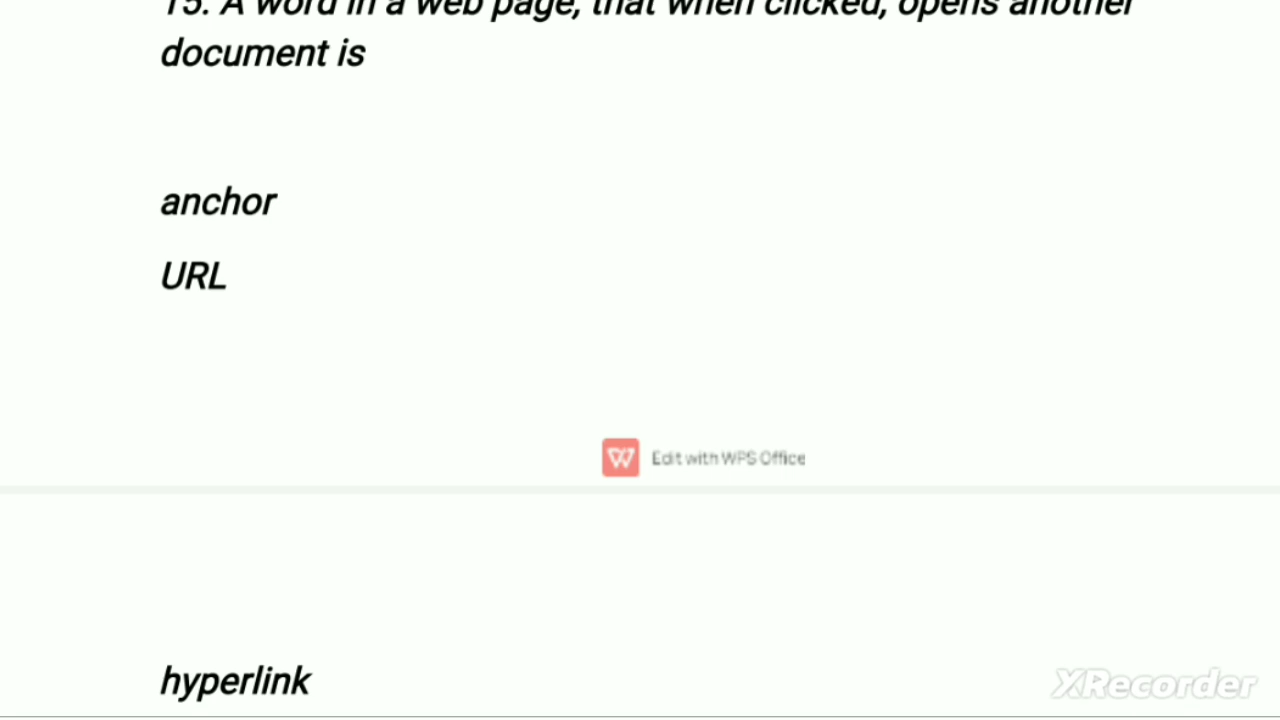 15. A word in a web page, that when clicked, opens another
document is
anchor
URL
Edit with WPS Office
hyperlink
XRecorder